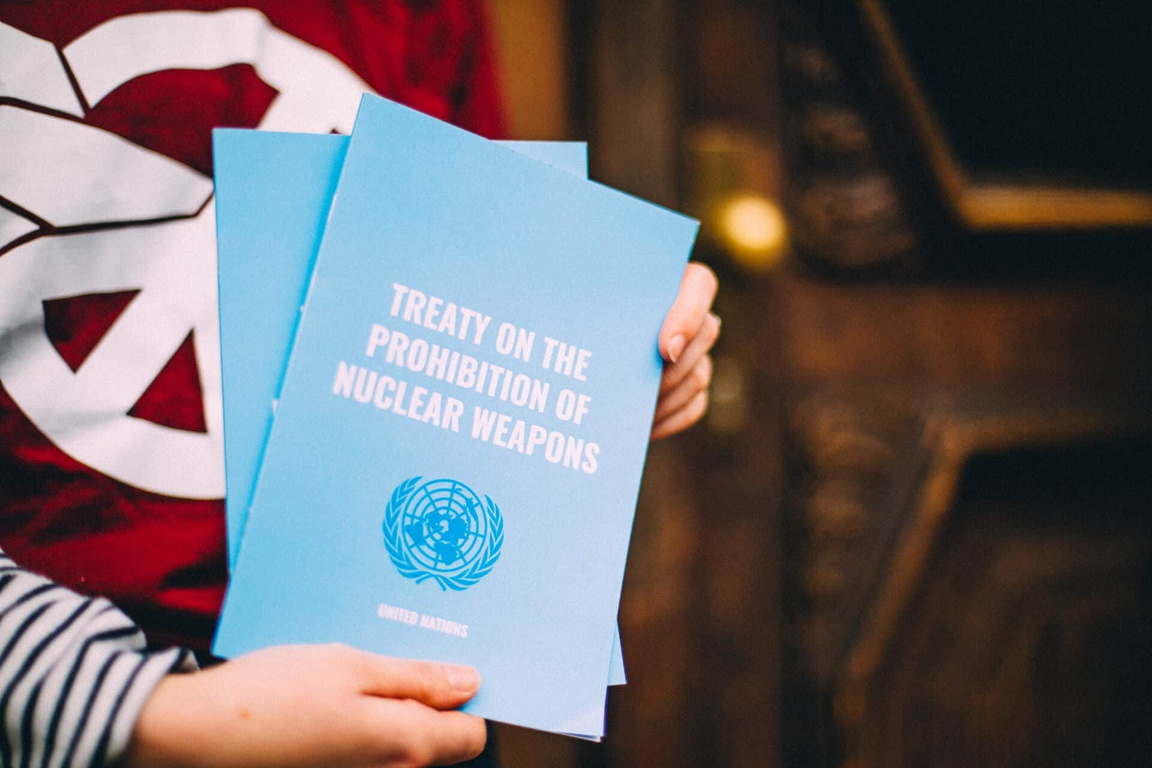 TREATY ON THE
PROHIBITION OF
NUCLEAR WEAPONS
UNITED NATIONS